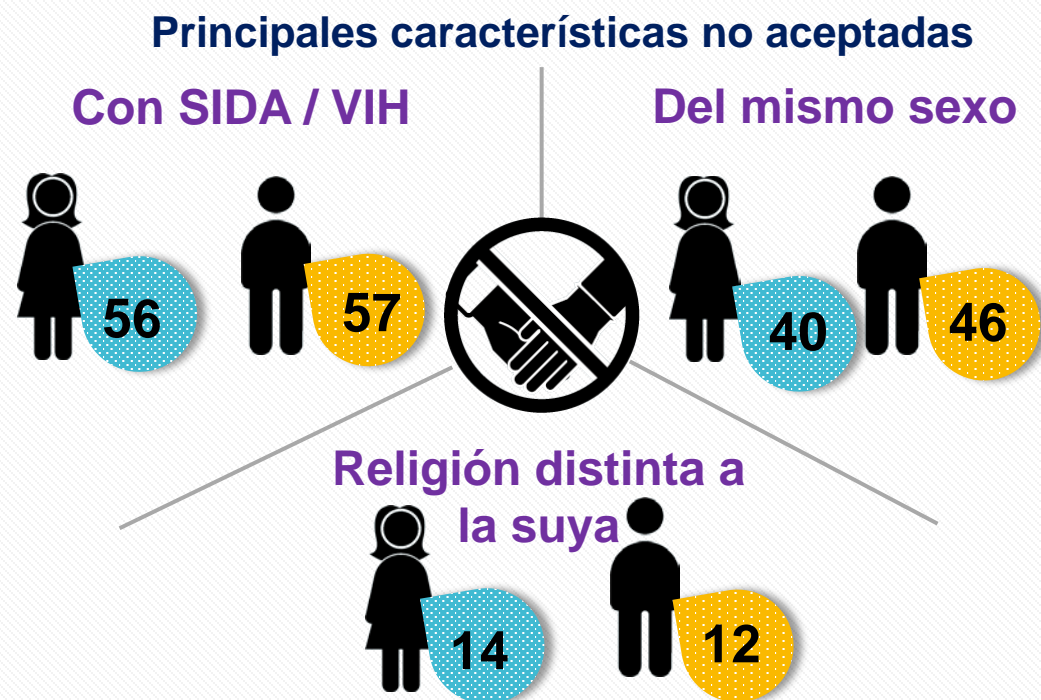 Principales características no aceptadas
Con SIDA / VIH
Del mismo sexo
56
57
40
46
Religión distinta a
la suya
14
12